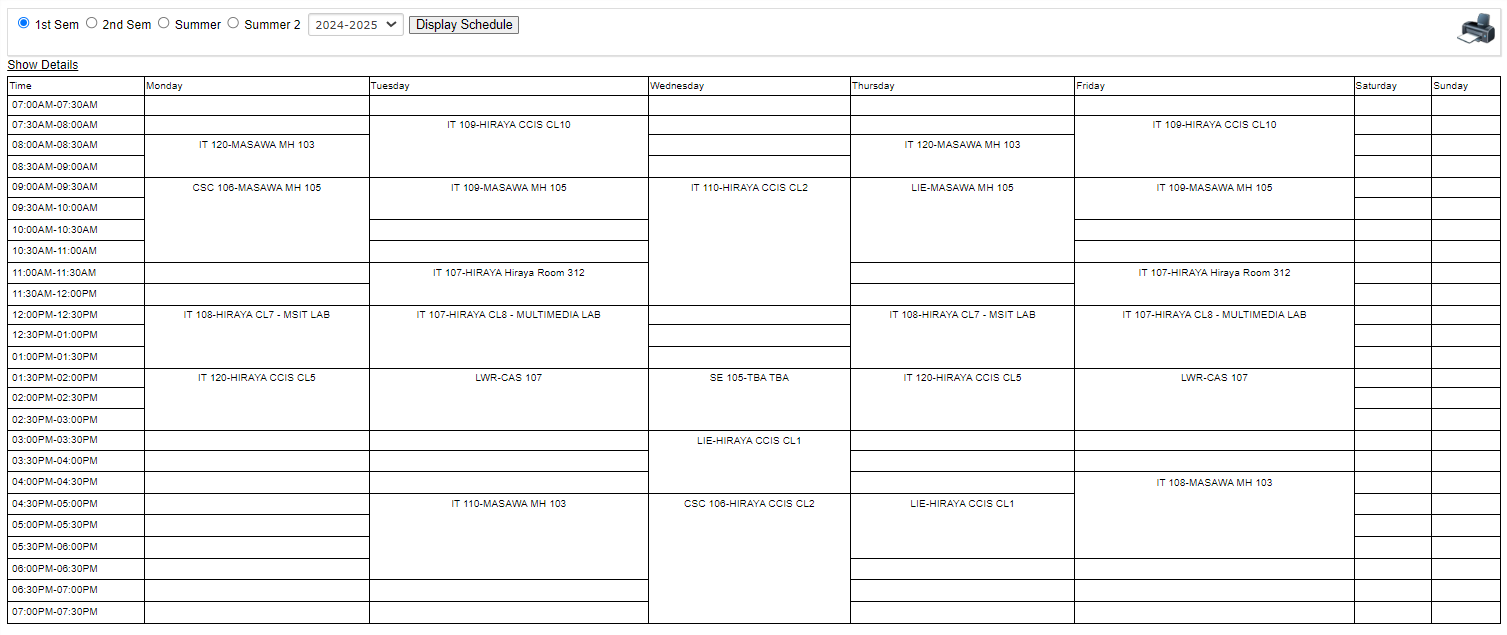 1st Sem 2nd Sem Summer Summer 2 2024-2025 Display Schedule
Show Details
Time Monday Tuesday Wednesday Thursday Friday Saturday Sunday
07:00AM-07:30AM
07:30AM-08:00AM IT 109-HIRAYA CCIS CL10 IT 109-HIRAYA CCIS CL10
08:00AM-08:30AM IT 120-MASAWA MH 103 IT 120-MASAWA MH 103
08:30AM-09:00AM
09:00AM-09:30AM CSC 106-MASAWA MH 105 IT 109-MASAWA MH 105 IT 110-HIRAYA CCIS CL2 LIE-MASAWA MH 105 IT 109-MASAWA MH 105
09:30AM-10:00AM
10:00AM-10:30AM
10:30AM-11:00AM
11:00AM-11:30AM IT 107-HIRAYA Hiraya Room 312 IT 107-HIRAYA Hiraya Room 312
11:30AM-12:00PM
12:00PM-12:30PM IT 108-HIRAYA CL7 - MSIT LAB IT 107-HIRAYA CL8 - MULTIMEDIA LAB IT 108-HIRAYA CL7 - MSIT LAB IT 107-HIRAYA CL8 - MULTIMEDIA LAB
12:30PM-01:00PM
01:00PM-01:30PM
01:30PM-02:00PM IT 120-HIRAYA CCIS CL5 LWR-CAS 107 SE 105-TBA TBA IT 120-HIRAYA CCIS CL5 LWR-CAS 107
02:00PM-02:30PM
02:30PM-03:00PM
03:00PM-03:30PM LIE-HIRAYA CCIS CL1
03:30PM-04:00PM
04:00PM-04:30PM IT 108-MASAWA MH 103
04:30PM-05:00PM IT 110-MASAWA MH 103 CSC 106-HIRAYA CCIS CL2 LIE-HIRAYA CCIS CL1
05:00PM-05:30PM
05:30PM-06:00PM
06:00PM-06:30PM
06:30PM-07:00PM
07:00PM-07:30PM